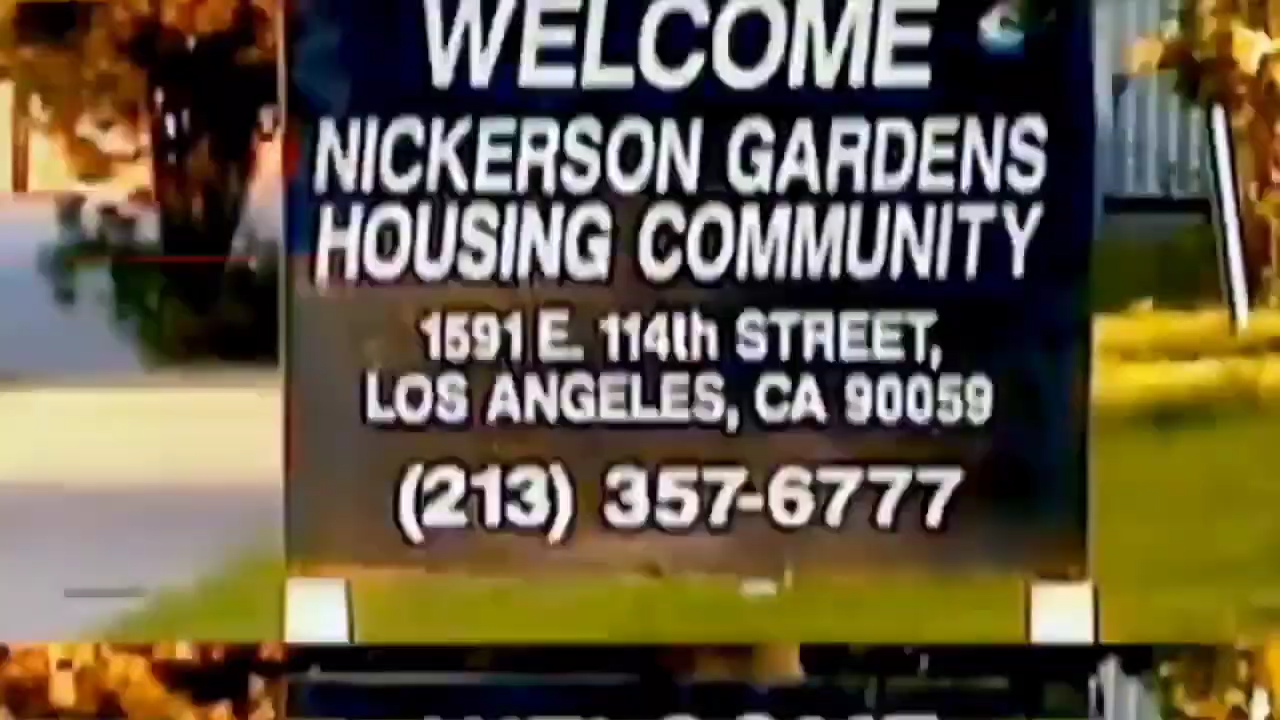 WELCOME
NICKERSON GARDENS
HOUSING COMMUNITY
1591 E. 114th STREET,
LOS ANGELES, CA 90059
(213) 357-6777